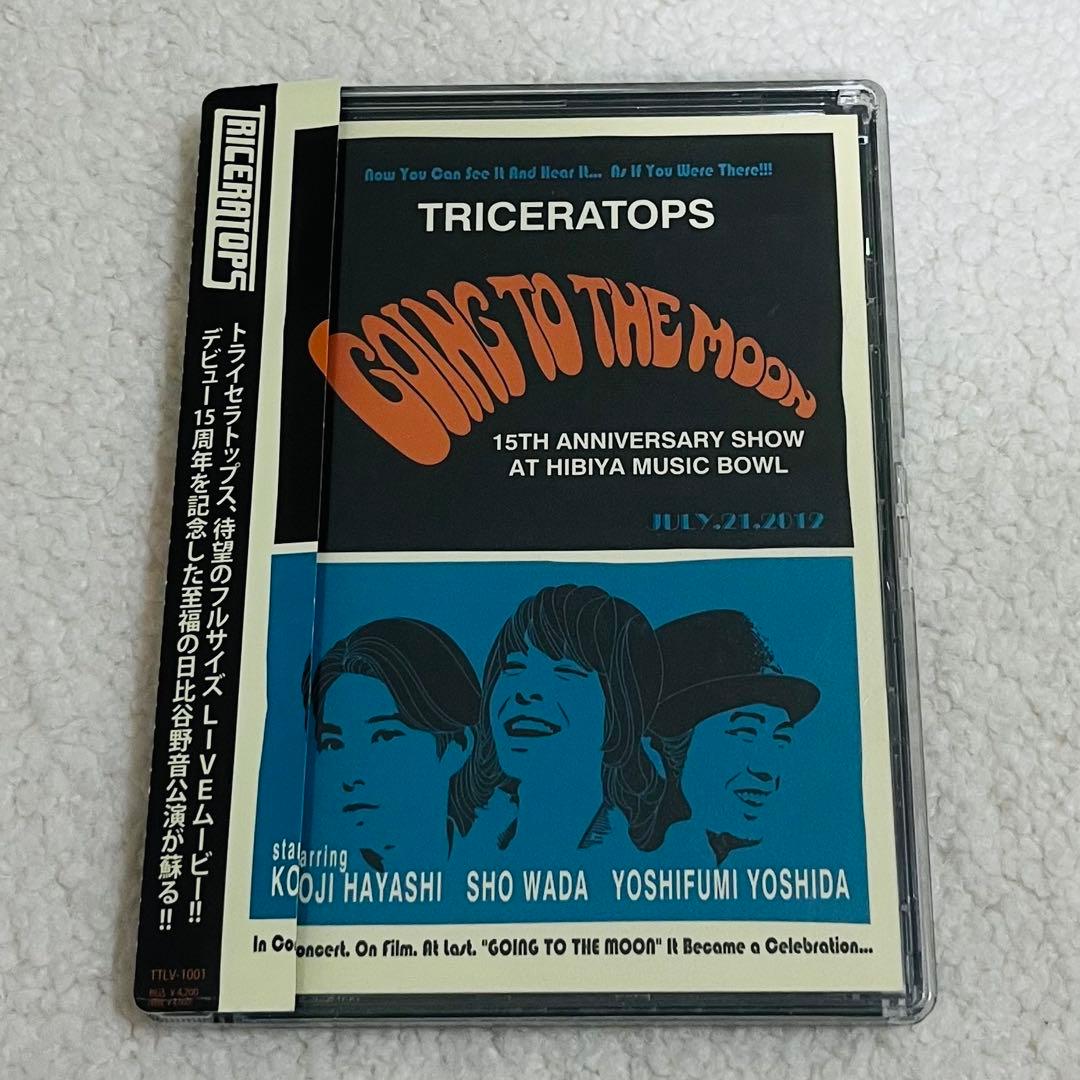 TRICERATOPS
トライセラトップス、待望のフルサイズLIVEムービー!!
デビュー15周年を記念した至福の日比谷野音公演が蘇る!!
TTLV-1001
税込 ¥4,200
Now You Can See It And Hear It... As If You Were There!!!
TRICERATOPS
GOING TO THE MOON
15TH ANNIVERSARY SHOW
AT HIBIYA MUSIC BOWL
JULY.21.2012
starring
KOOJI HAYASHI SHO WADA YOSHIFUMI YOSHIDA
In Concert. On Film. At Last. "GOING TO THE MOON" It Became a Celebration...